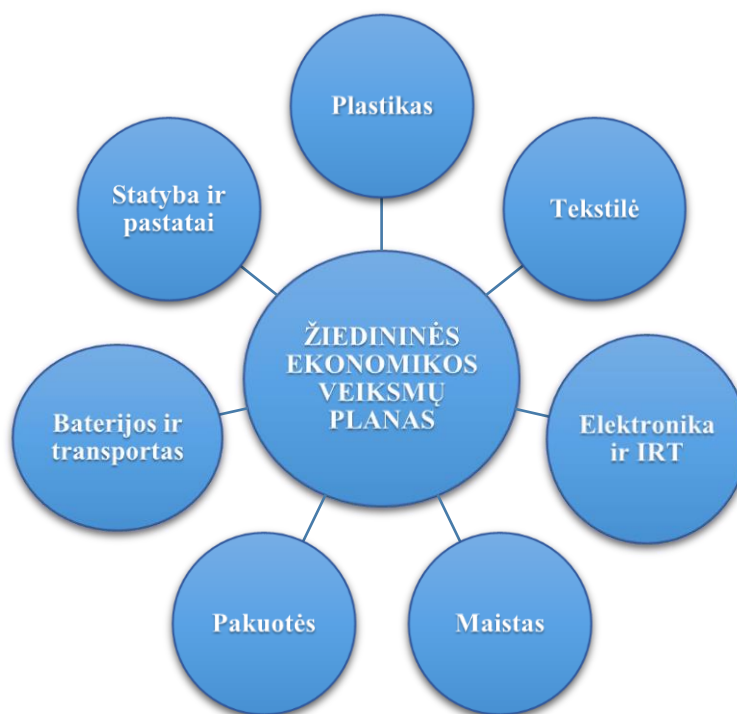 Plastikas
Statyba ir
pastatai
Tekstilė
ŽIEDININĖS
EKONOMIKOS
VEIKSMŲ
PLANAS
Baterijos ir
transportas
Elektronika
ir IRT
Pakuotės
Maistas